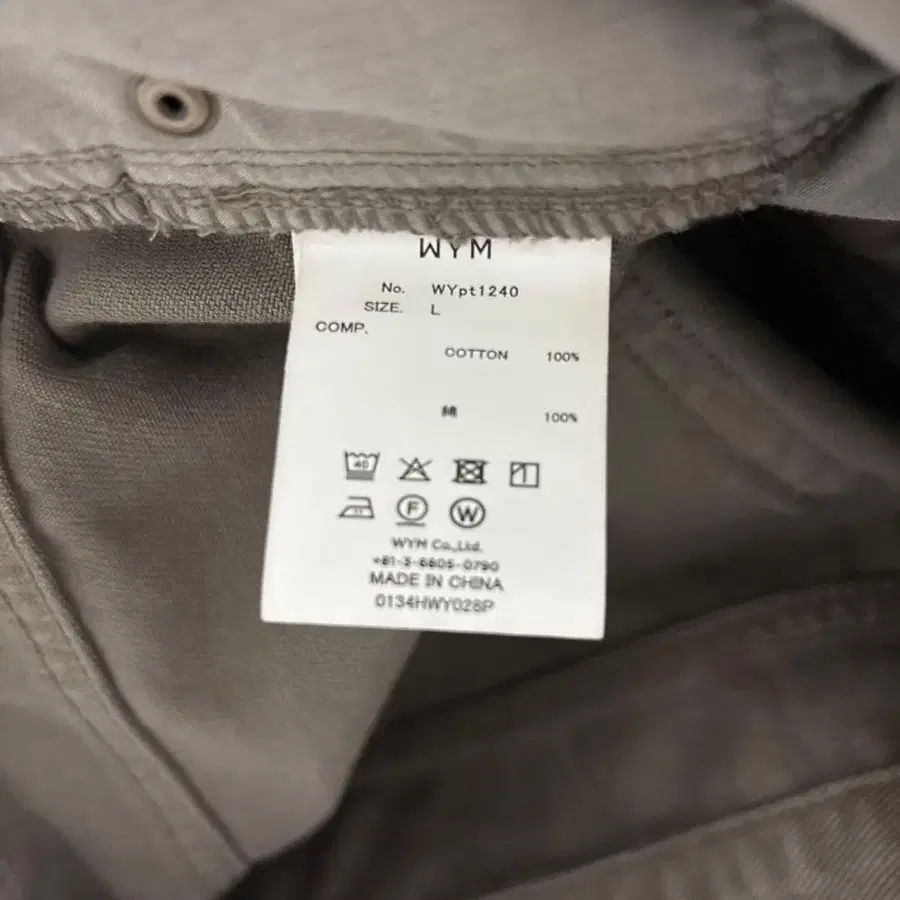 WYM
No. WYpt1240
SIZE. L
COMP.
COTTON 100%
綿 100%
40
F W
WYM Co.,Ltd.
+81-3-6805-0790
MADE IN CHINA
0134HWY028P